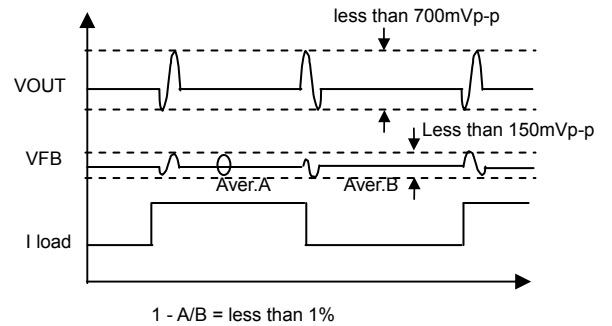 less than 700mVp-p
VOUT
Less than 150mVp-p
VFB
Aver.A
Aver.B
I load
1 - A/B = less than 1%